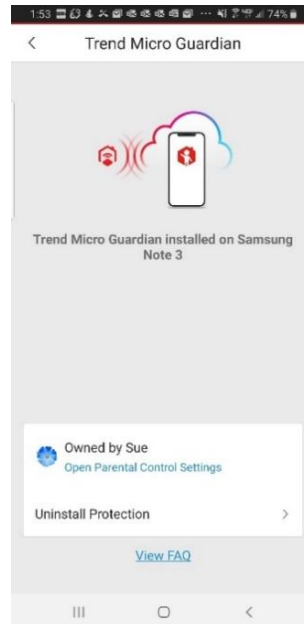 1:53
74%
Trend Micro Guardian
Trend Micro Guardian installed on Samsung
Note 3
Owned by Sue
Open Parental Control Settings
Uninstall Protection
View FAQ